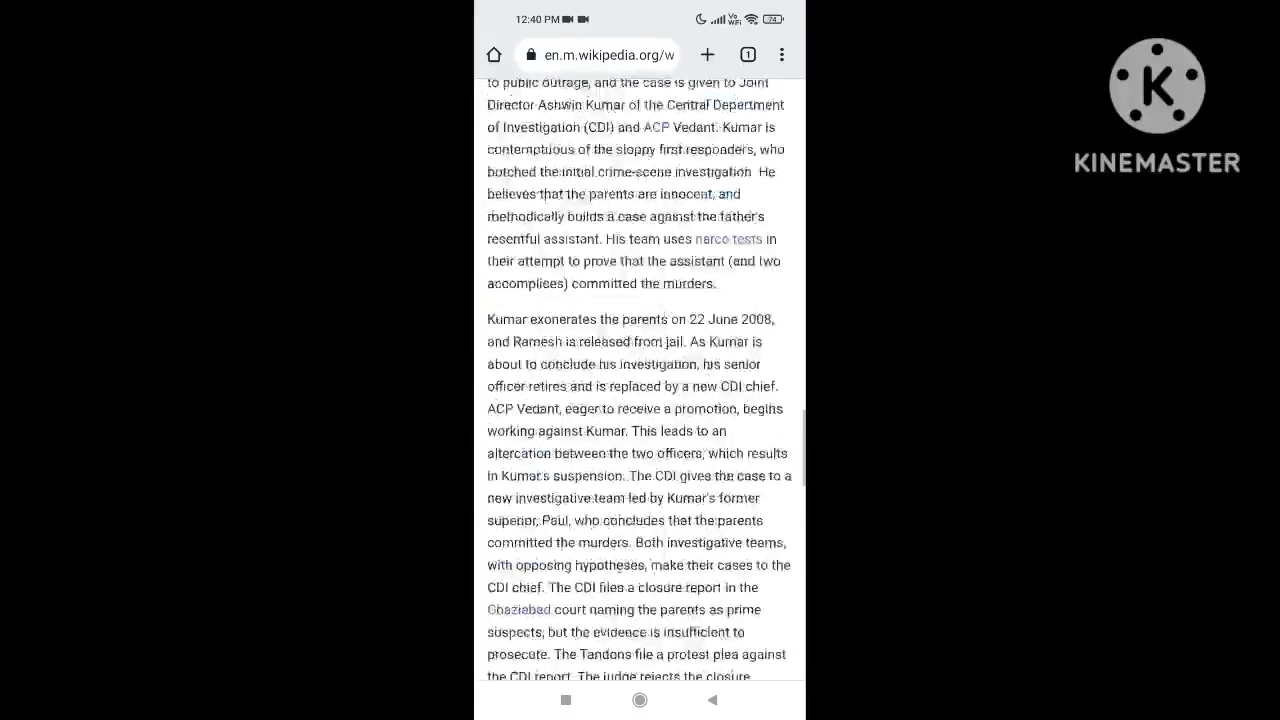 12:40 PM
Vo
WiFi
74
en.m.wikipedia.org/w
1
to public outrage, and the case is given to Joint
Director Ashwin Kumar of the Central Department
of Investigation (CDI) and ACP Vedant. Kumar is
contemptuous of the sloppy first responders, who
botched the initial crime-scene investigation. He
believes that the parents are innocent, and
methodically builds a case against the father's
resentful assistant. His team uses narco tests in
their attempt to prove that the assistant (and two
accomplices) committed the murders.
Kumar exonerates the parents on 22 June 2008,
and Ramesh is released from jail. As Kumar is
about to conclude his investigation, his senior
officer retires and is replaced by a new CDI chief.
ACP Vedant, eager to receive a promotion, begins
working against Kumar. This leads to an
altercation between the two officers, which results
in Kumar's suspension. The CDI gives the case to a
new investigative team led by Kumar's former
superior, Paul, who concludes that the parents
committed the murders. Both investigative teams,
with opposing hypotheses, make their cases to the
CDI chief. The CDI files a closure report in the
Ghaziabad court naming the parents as prime
suspects, but the evidence is insufficient to
prosecute. The Tandons file a protest plea against
the CDI report. The judge rejects the closure
K
KINEMASTER